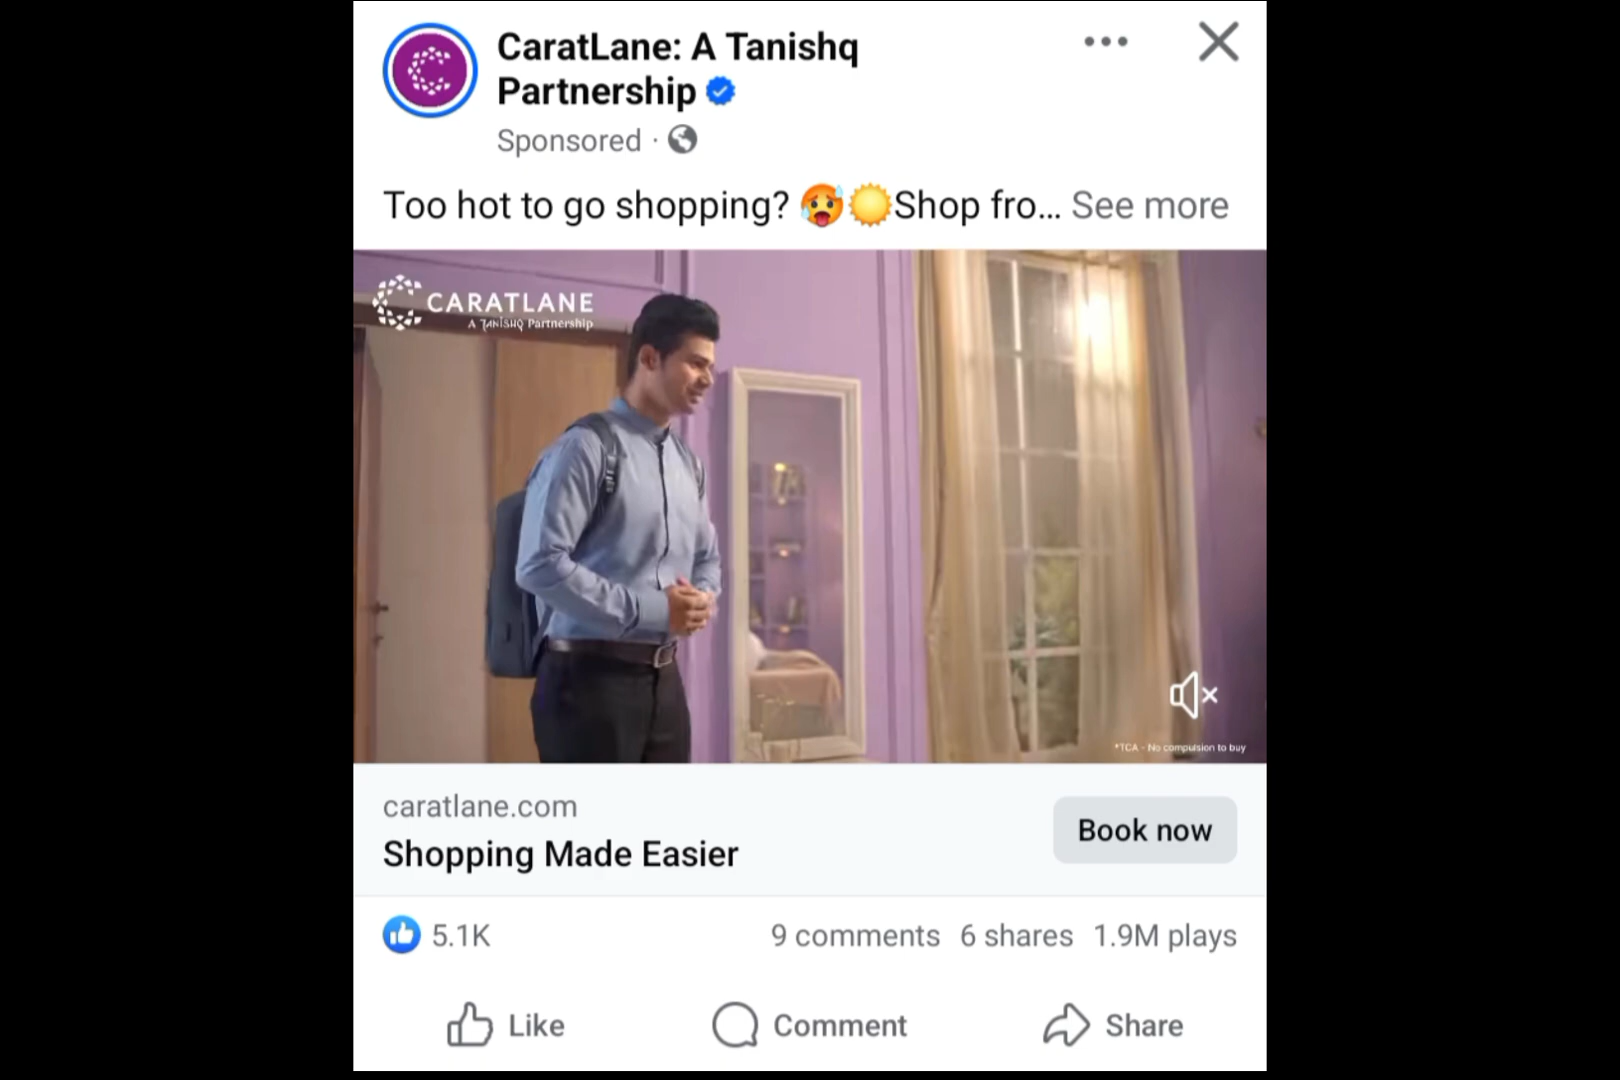 CaratLane: A Tanishq
Partnership
Sponsored ·
Too hot to go shopping? 🥵☀️Shop fro... See more
CARATLANE
A TANISHQ Partnership
*TCA - No compulsion to buy
caratlane.com
Shopping Made Easier
Book now
5.1K
9 comments 6 shares 1.9M plays
Like Comment Share